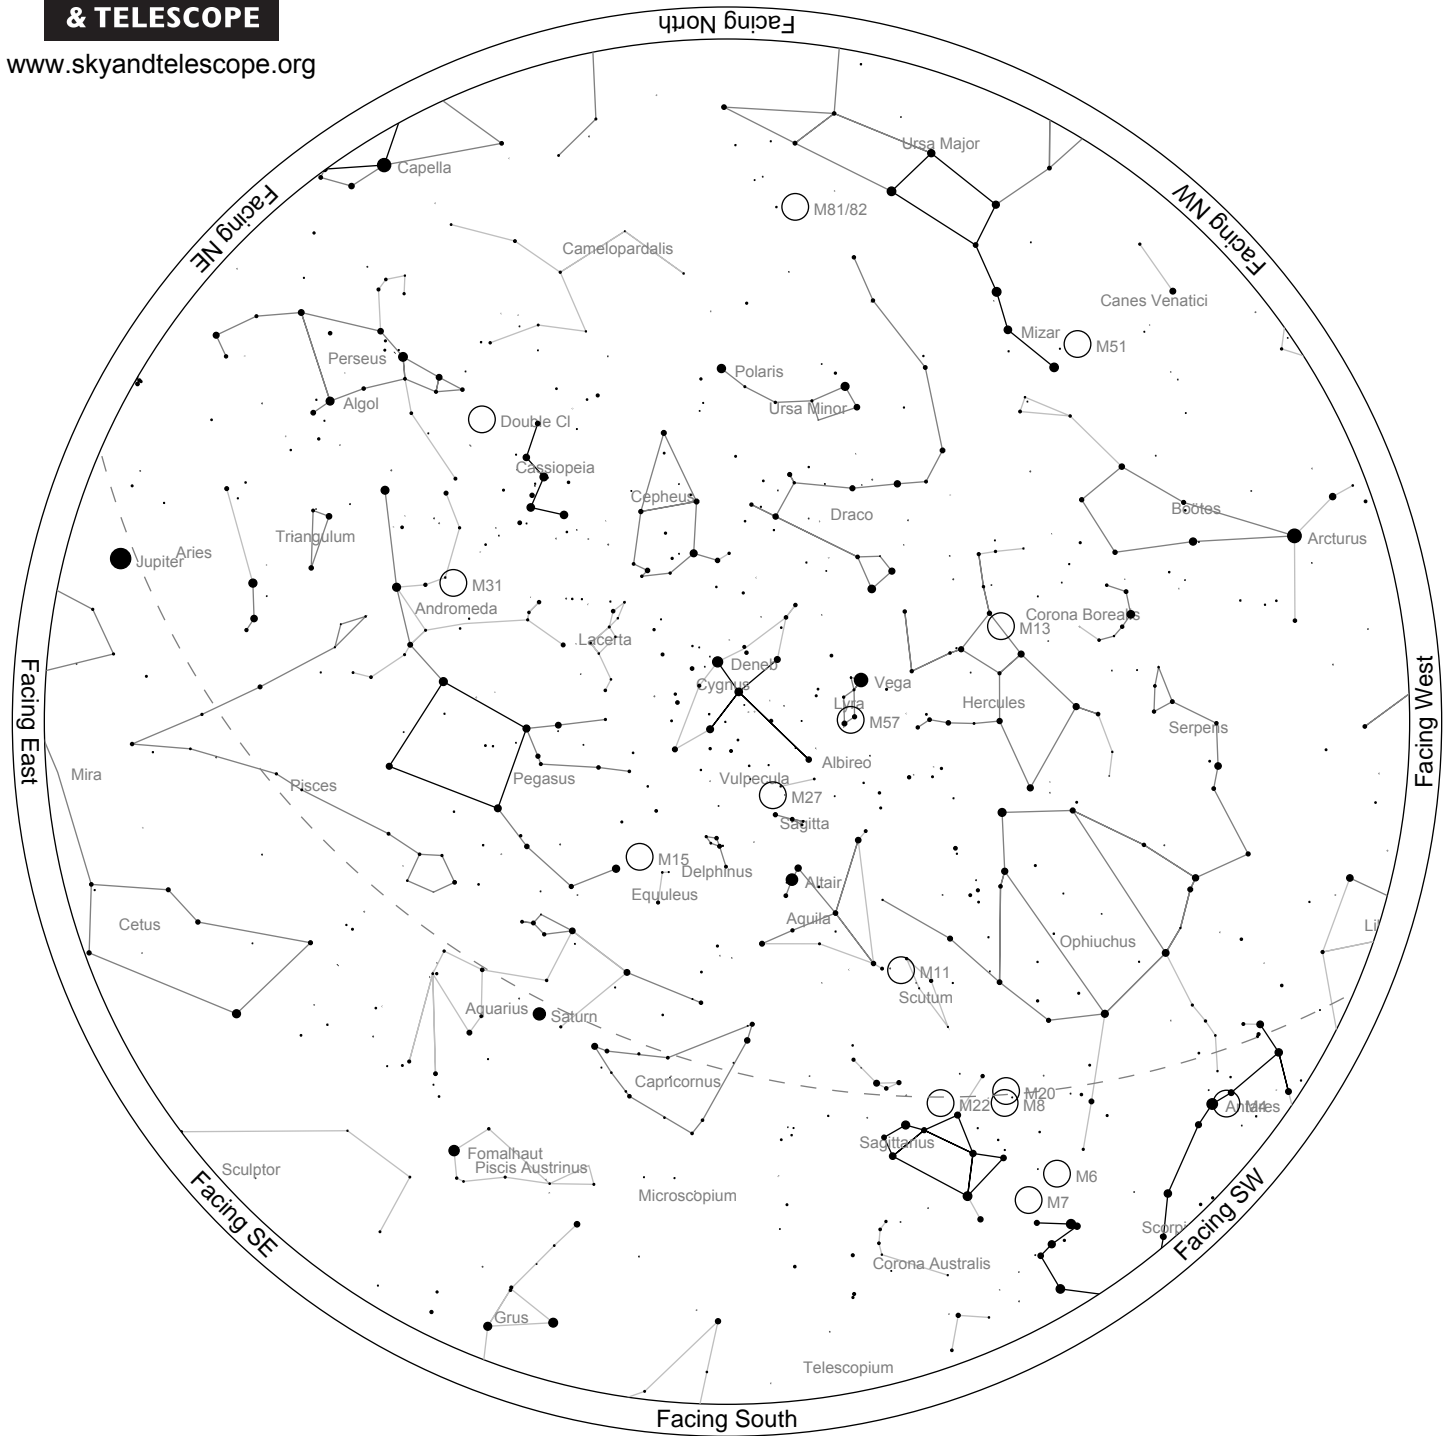 & TELESCOPE
www.skyandtelescope.org
Facing North
Ursa Major
Capella
Facing NE
Facing NW
M81/82
Camelopardalis
Canes Venatici
Mizar
M51
Perseus
Polaris
Algol
Ursa Minor
Double Cl
Cassiopeia
Cepheus
Boötes
Draco
Triangulum
Arcturus
Aries
Jupiter
M31
Andromeda
Corona Borealis
M13
Lacerta
Deneb
Cygnus
Vega
Lyra
Hercules
M57
Serpens
Facing East
Facing West
Albireo
Mira
Pegasus
Vulpecula
Pisces
M27
Sagitta
M15
Delphinus
Altair
Equuleus
Aquila
Cetus
Li
Ophiuchus
M11
Scutum
Aquarius
Saturn
Capricornus
M20
M22
M8
Antares
M4
Sagittarius
Fomalhaut
Piscis Austrinus
Sculptor
M6
Microscopium
M7
Facing SE
Scorpi
Facing SW
Corona Australis
Grus
Telescopium
Facing South